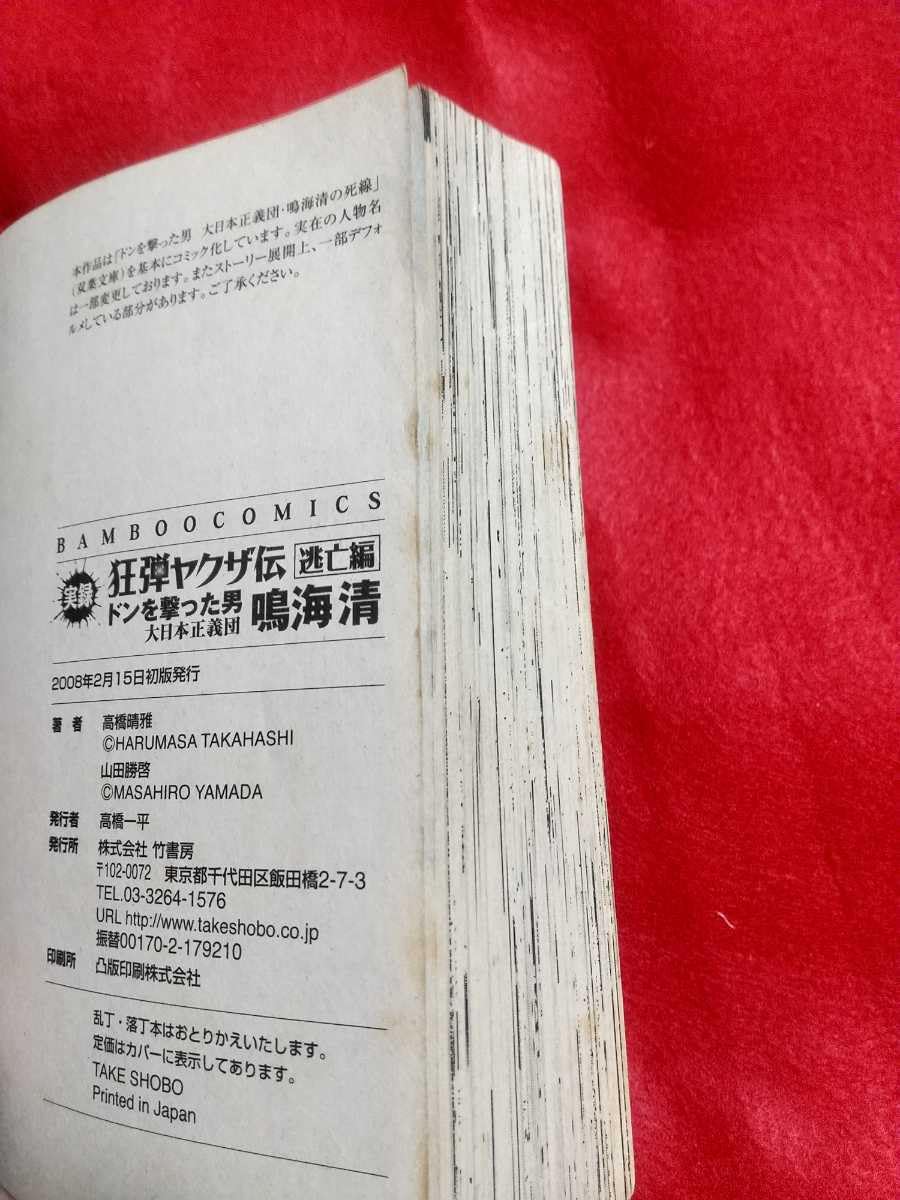 本作品は「ドンを撃った男　大日本正義団・鳴海清の死線」
(双葉文庫)を基本にコミック化しています。実在の人物名
は一部変更しております。またストーリー展開上、一部デフォ
ルメしている部分があります。ご了承ください。
BAMBOO COMICS
実録
狂弾ヤクザ伝 逃亡編
ドンを撃った男
大日本正義団 鳴海清
2008年2月15日初版発行
著者 高橋晴雅
©HARUMASA TAKAHASHI
山田勝啓
©MASAHIRO YAMADA
発行者 高橋一平
発行所 株式会社 竹書房
〒102-0072 東京都千代田区飯田橋2-7-3
TEL.03-3264-1576
URL http://www.takeshobo.co.jp
振替00170-2-179210
印刷所 凸版印刷株式会社
乱丁・落丁本はおとりかえいたします。
定価はカバーに表示してあります。
TAKE SHOBO
Printed in Japan